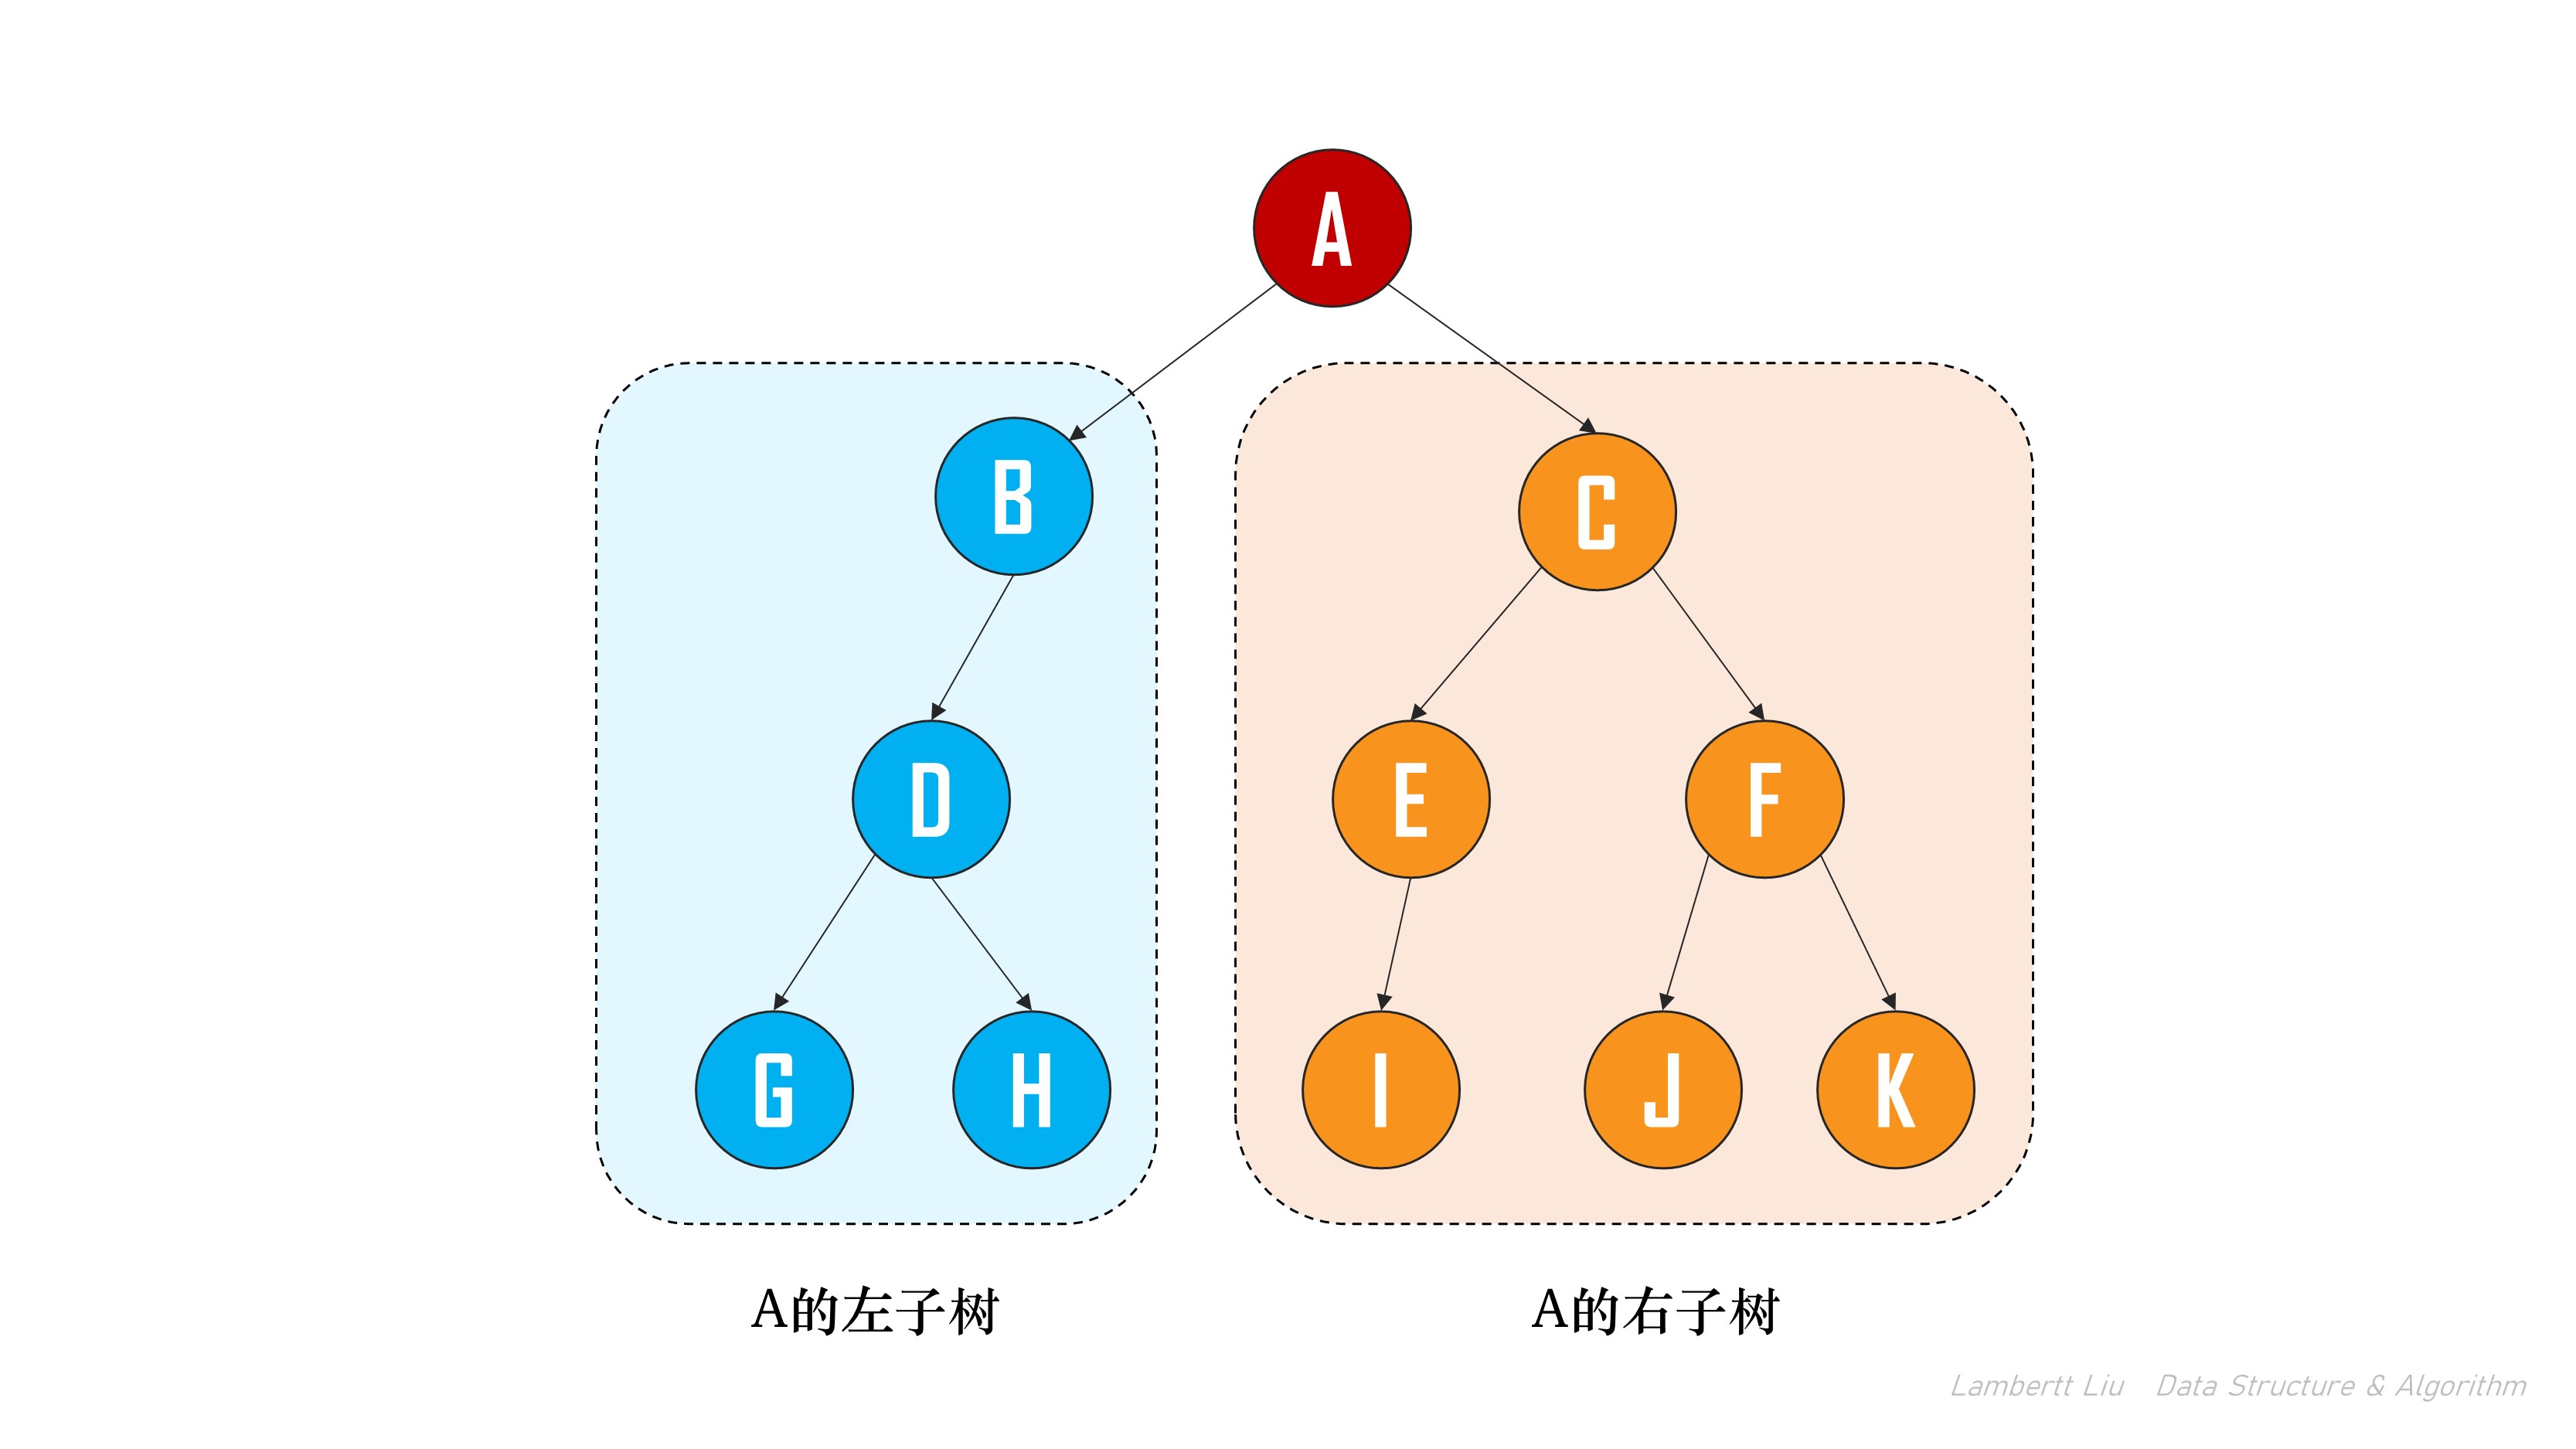 A
B
C
D
E
F
G
H
I
J
K
A的左子树
A的右子树
Lambertt Liu Data Structure & Algorithm